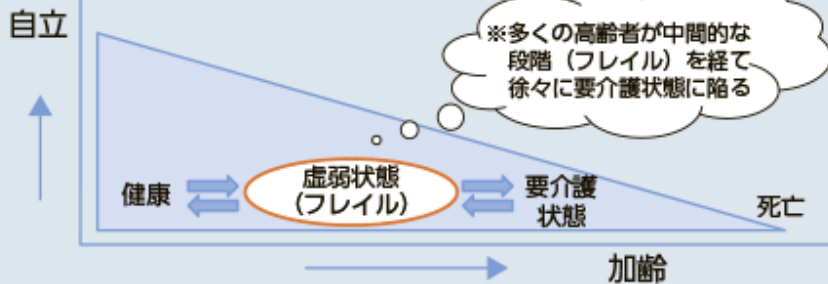 自立
※多くの高齢者が中間的な
段階(フレイル)を経て
徐々に要介護状態に陥る
健康
虚弱状態
(フレイル)
要介護
状態
死亡
加齢